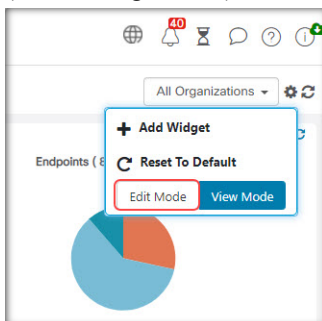 40
All Organizations
Add Widget
Endpoints ( 8
Reset To Default
Edit Mode View Mode